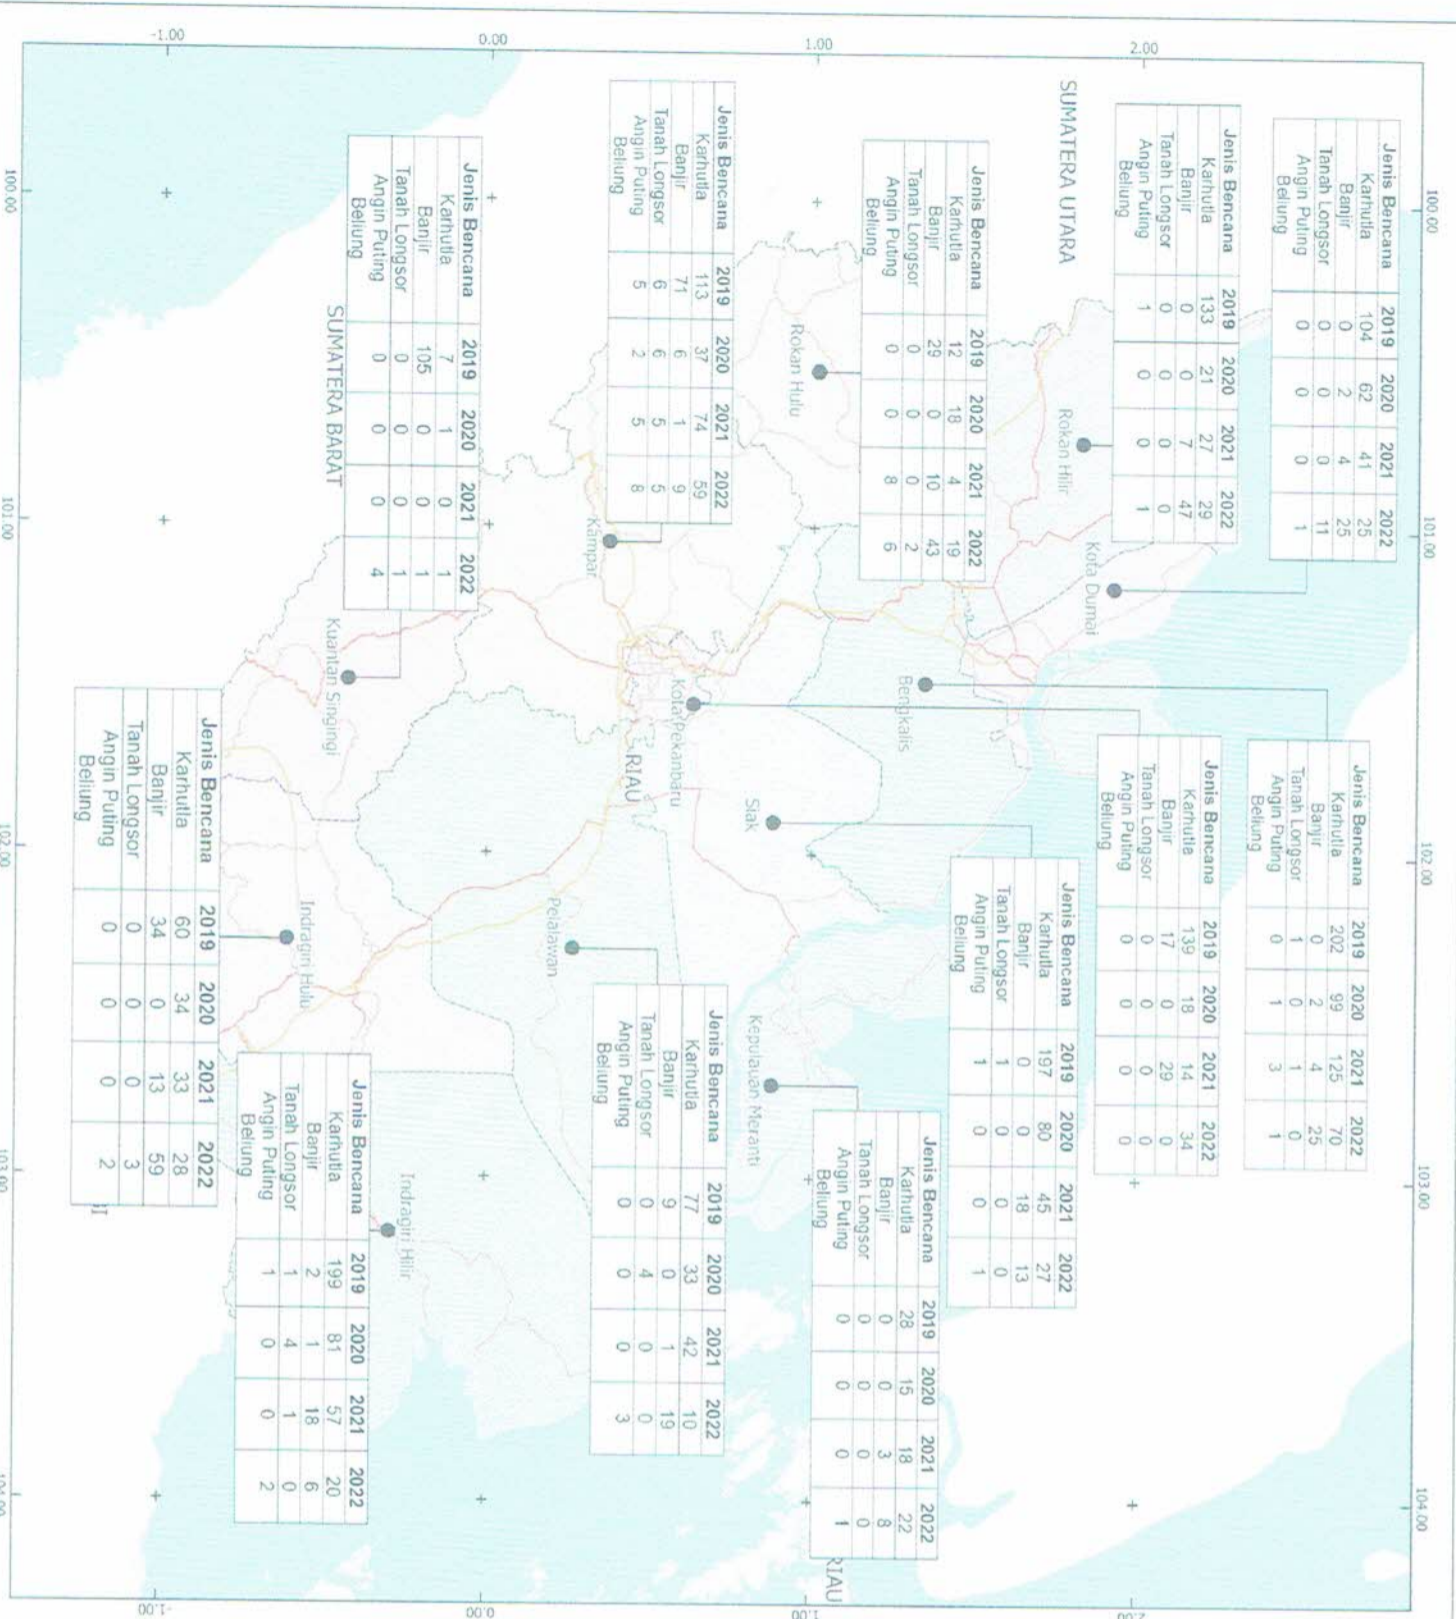 100.00
101.00
102.00
103.00
104.00
Jenis Bencana 2019 2020 2021 2022
Karhutla 104 62 41 25
Banjir 0 2 4 25
Tanah Longsor 0 0 0 11
Angin Puting Beliung 0 0 0 1
Jenis Bencana 2019 2020 2021 2022
Karhutla 202 99 125 70
Banjir 0 2 4 25
Tanah Longsor 1 0 1 0
Angin Puting Beliung 0 1 3 1
Jenis Bencana 2019 2020 2021 2022
Karhutla 133 21 27 29
Banjir 0 0 7 47
Tanah Longsor 0 0 0 0
Angin Puting Beliung 1 0 0 1
Jenis Bencana 2019 2020 2021 2022
Karhutla 139 18 14 34
Banjir 17 0 29 0
Tanah Longsor 0 0 0 0
Angin Puting Beliung 0 0 0 0
2.00
SUMATERA UTARA
Kota Dumai
Rokan Hilir
Jenis Bencana 2019 2020 2021 2022
Karhutla 197 80 45 27
Banjir 0 0 18 13
Tanah Longsor 1 0 0 0
Angin Puting Beliung 1 0 0 1
Jenis Bencana 2019 2020 2021 2022
Karhutla 12 18 4 19
Banjir 29 0 10 43
Tanah Longsor 0 0 0 2
Angin Puting Beliung 0 0 8 6
Bengkalis
Jenis Bencana 2019 2020 2021 2022
Karhutla 28 15 18 22
Banjir 0 0 3 8
Tanah Longsor 0 0 0 0
Angin Puting Beliung 0 0 0 1
1.00
Rokan Hulu
Siak
Kepulauan Meranti
RIAU
Jenis Bencana 2019 2020 2021 2022
Karhutla 113 37 74 59
Banjir 71 6 1 9
Tanah Longsor 6 6 5 5
Angin Puting Beliung 5 2 5 8
Kota Pekanbaru
RIAU
Kampar
Jenis Bencana 2019 2020 2021 2022
Karhutla 77 33 42 10
Banjir 9 0 1 19
Tanah Longsor 0 4 0 0
Angin Puting Beliung 0 0 0 3
Pelalawan
0.00
0.00
Jenis Bencana 2019 2020 2021 2022
Karhutla 7 1 0 1
Banjir 105 0 0 1
Tanah Longsor 0 0 0 1
Angin Puting Beliung 0 0 0 4
SUMATERA BARAT
Kuantan Singingi
Indragiri Hulu
Indragiri Hilir
Jenis Bencana 2019 2020 2021 2022
Karhutla 199 81 57 20
Banjir 2 1 18 6
Tanah Longsor 1 4 1 0
Angin Puting Beliung 1 0 0 2
Jenis Bencana 2019 2020 2021 2022
Karhutla 60 34 33 28
Banjir 34 0 13 59
Tanah Longsor 0 0 0 3
Angin Puting Beliung 0 0 0 2
-1.00
-1.00
100.00
101.00
102.00
103.00